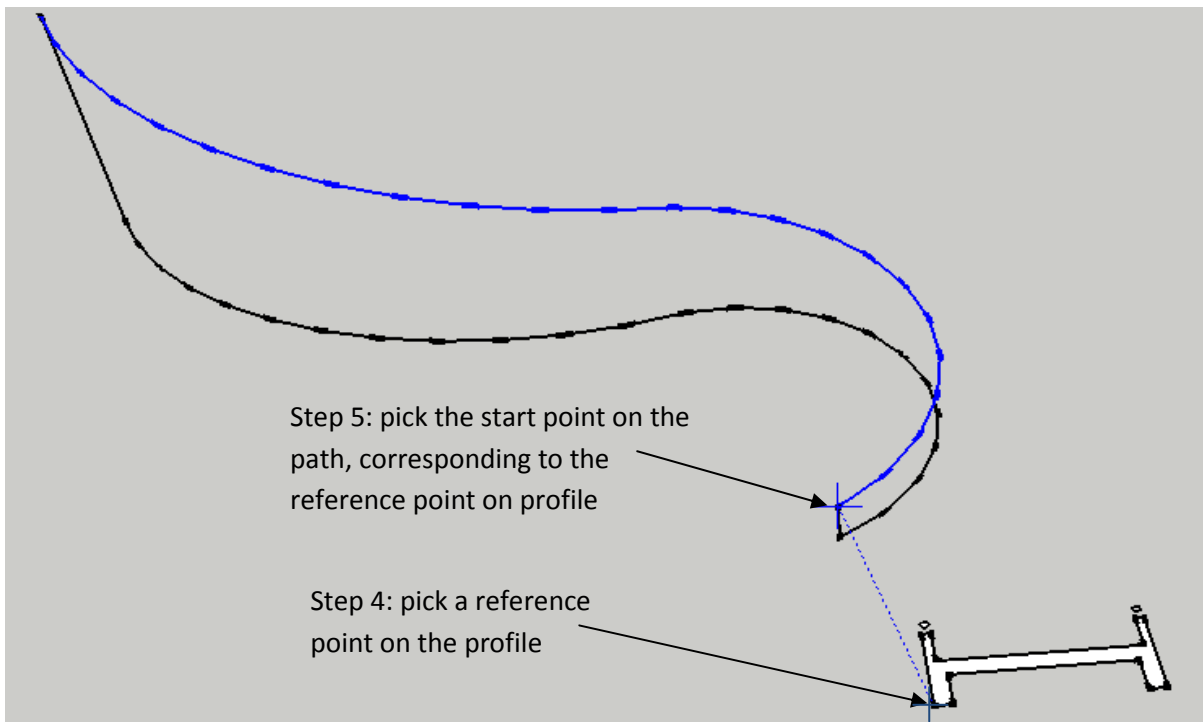 Step 5: pick the start point on the
path, corresponding to the
reference point on profile
Step 4: pick a reference
point on the profile